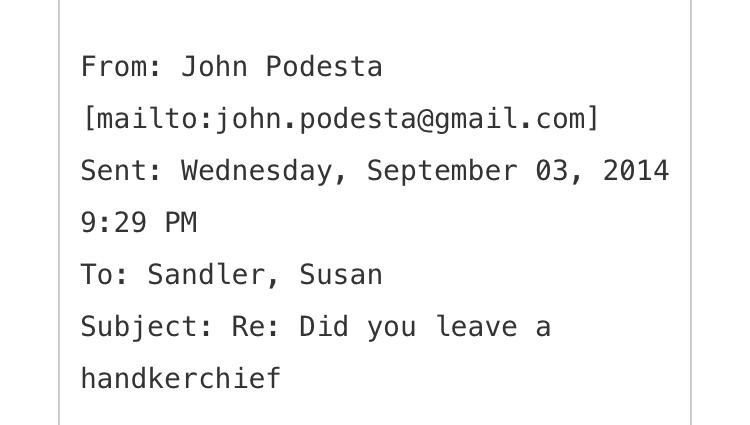 From: John Podesta
[mailto:john.podesta@gmail.com]
Sent: Wednesday, September 03, 2014
9:29 PM
To: Sandler, Susan
Subject: Re: Did you leave a
handkerchief